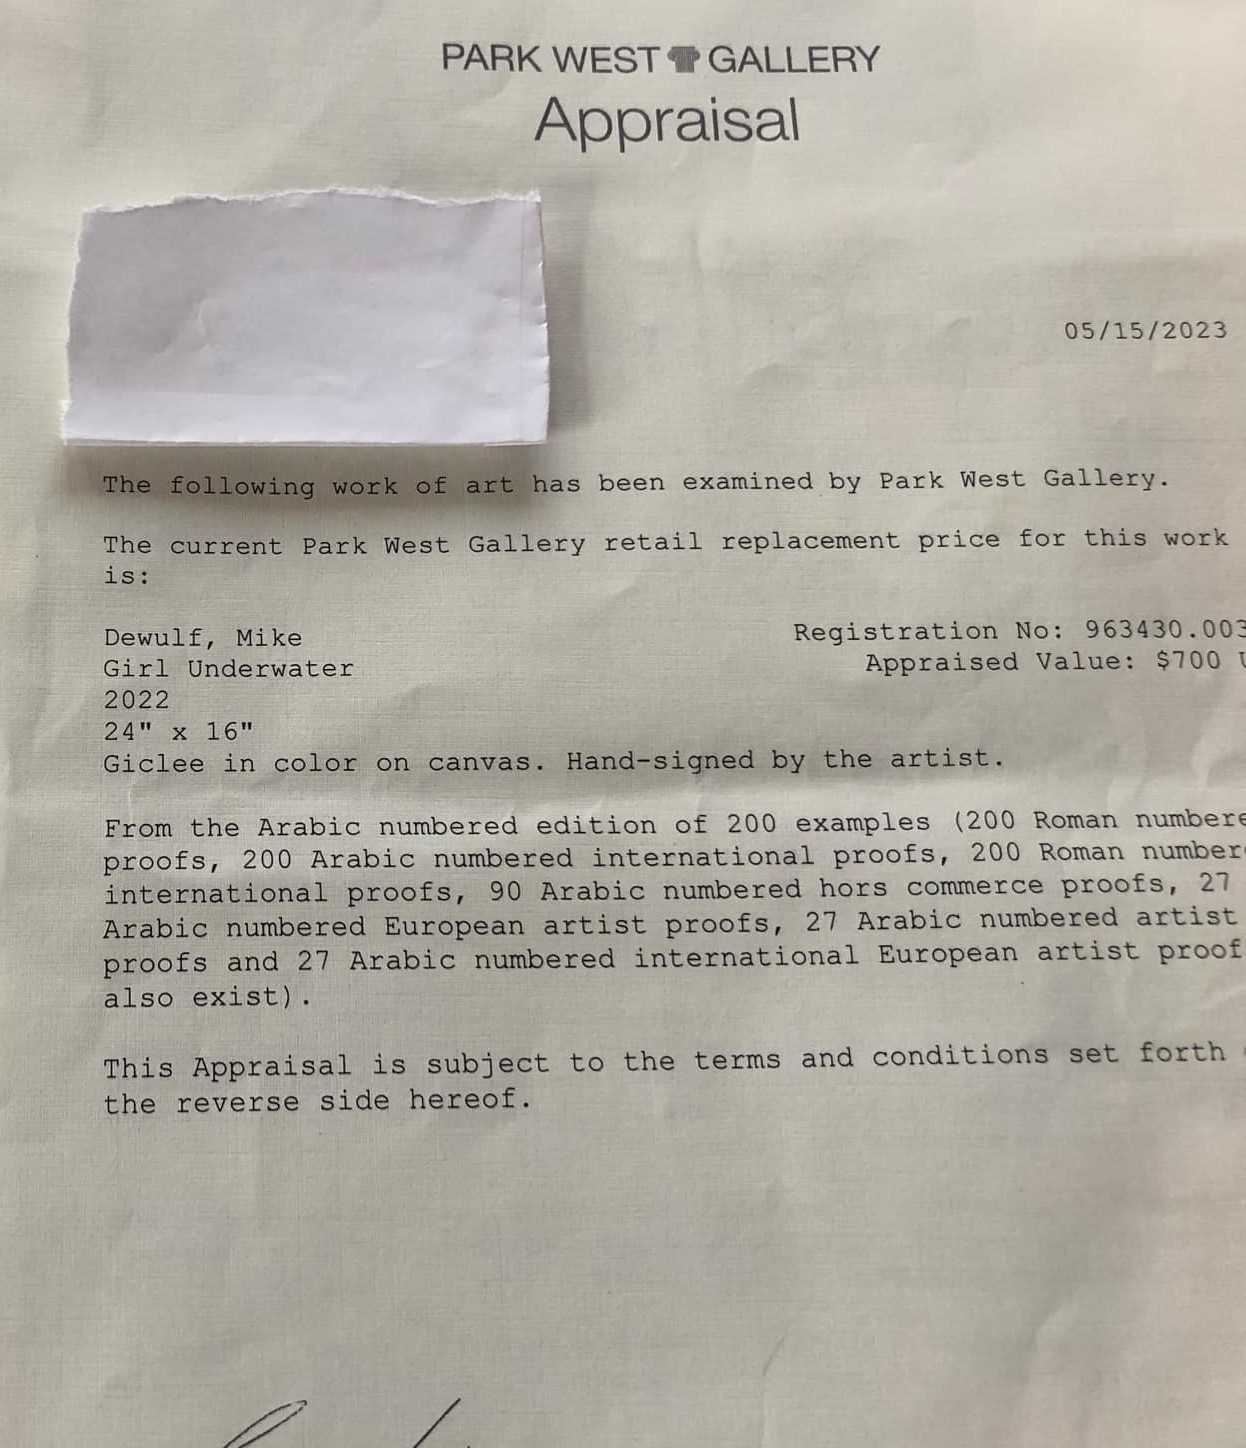 PARK WEST GALLERY
Appraisal
05/15/2023
The following work of art has been examined by Park West Gallery.
The current Park West Gallery retail replacement price for this work
is:
Dewulf, Mike
Registration No: 963430.003
Girl Underwater
Appraised Value: $700
2022
24" x 16"
Giclee in color on canvas. Hand-signed by the artist.
From the Arabic numbered edition of 200 examples (200 Roman
proofs, 200 Arabic numbered international proofs, 200 Roman
international proofs, 90 Arabic numbered hors commerce proofs, 27
Arabic numbered European artist proofs, 27 Arabic numbered artist
proofs and 27 Arabic numbered international European artist proof
also exist).
This Appraisal is subject to the terms and conditions set forth
the reverse side hereof.